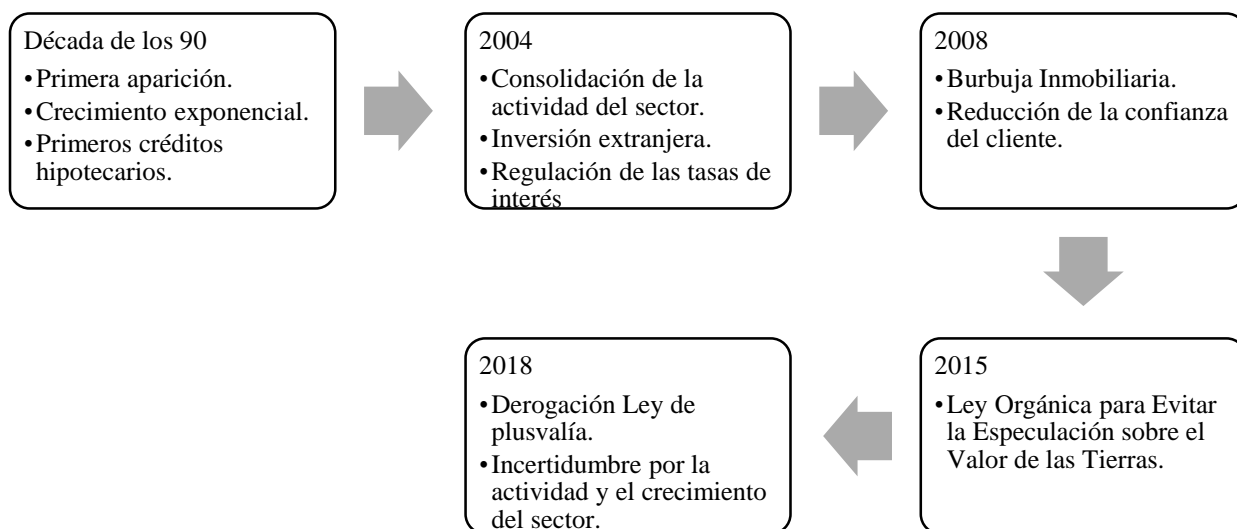 Década de los 90
•Primera aparición.
•Crecimiento exponencial.
•Primeros créditos
hipotecarios.
2004
•Consolidación de la
actividad del sector.
•Inversión extranjera.
•Regulación de las tasas de
interés
2008
•Burbuja Inmobiliaria.
•Reducción de la confianza
del cliente.
2015
•Ley Orgánica para Evitar
la Especulación sobre el
Valor de las Tierras.
2018
•Derogación Ley de
plusvalía.
•Incertidumbre por la
actividad y el crecimiento
del sector.